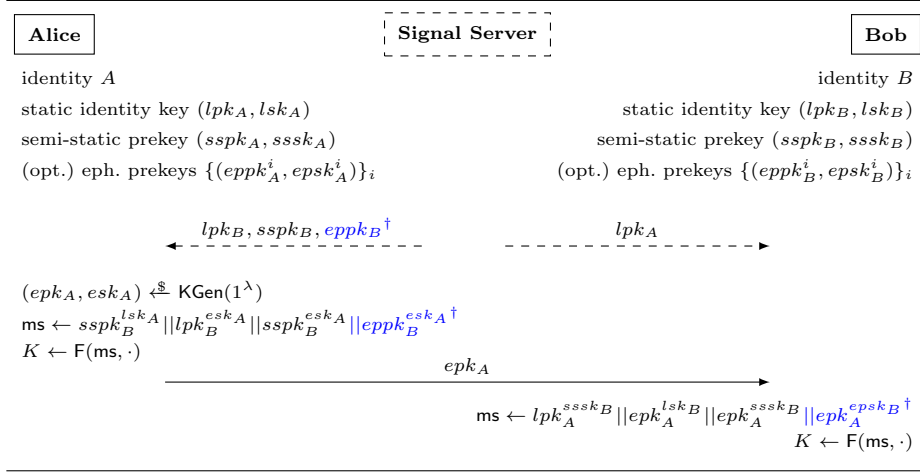 Alice Signal Server Bob
identity A identity B
static identity key (lpk_A, lsk_A) static identity key (lpk_B, lsk_B)
semi-static prekey (sspk_A, sssk_A) semi-static prekey (sspk_B, sssk_B)
(opt.) eph. prekeys {(eppk_A^i, epsk_A^i)}_i (opt.) eph. prekeys {(eppk_B^i, epsk_B^i)}_i
lpk_B, sspk_B, eppk_B^† lpk_A
(epk_A, esk_A) ←$ KGen(1^λ)
ms ← sspk_B^{lsk_A}||lpk_B^{esk_A}||sspk_B^{esk_A}||eppk_B^{esk_A}^†
K ← F(ms, ·)
epk_A
ms ← lpk_A^{sssk_B}||epk_A^{lsk_B}||epk_A^{sssk_B}||epk_A^{epsk_B}^†
K ← F(ms, ·)